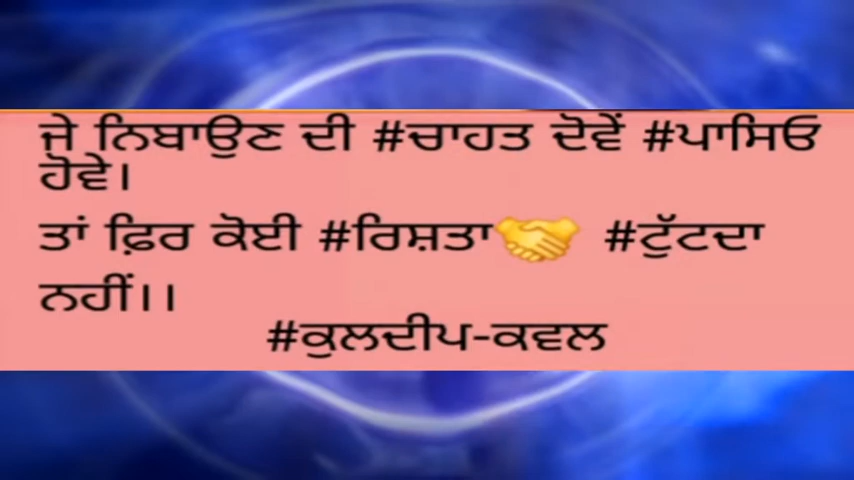 ਜੇ ਨਿਬਾਉਣ ਦੀ #ਚਾਹਤ ਦੋਵੇਂ #ਪਾਸਿਓ
ਹੋਵੇ।
ਤਾਂ ਫ਼ਿਰ ਕੋਈ #ਰਿਸ਼ਤਾ🤝 #ਟੁੱਟਦਾ
ਨਹੀਂ।।
#ਕੁਲਦੀਪ-ਕਵਲ